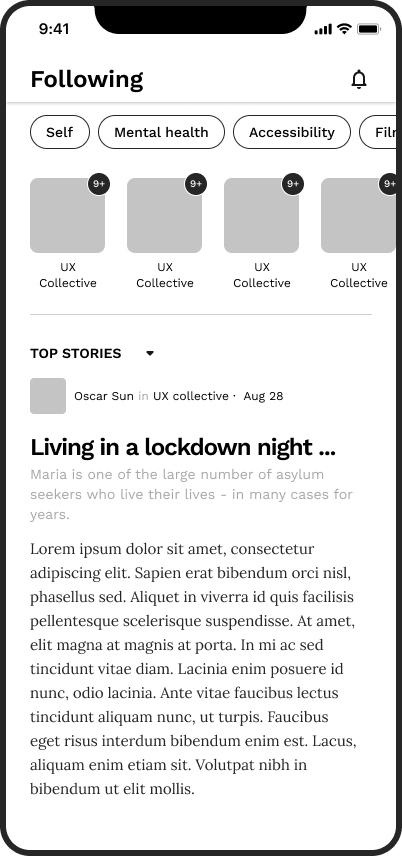 9:41
Following
Self
Mental health
Accessibility
9+
9+
9+
9+
UX
Collective
UX
Collective
UX
Collective
UX
Collective
TOP STORIES
Oscar Sun in UX collective · Aug 28
Living in a lockdown night ...
Maria is one of the large number of asylum
seekers who live their lives - in many cases for
years.
Lorem ipsum dolor sit amet, consectetur
adipiscing elit. Sapien erat bibendum orci nisl,
phasellus sed. Aliquet in viverra id quis facilisis
pellentesque scelerisque suspendisse. At amet,
elit magna at magnis at porta. In mi ac sed
tincidunt vitae diam. Lacinia enim posuere id
nunc, odio lacinia. Ante vitae faucibus lectus
tincidunt aliquam nunc, ut turpis. Faucibus
eget risus interdum bibendum enim est. Lacus,
aliquam enim etiam sit. Volutpat nibh in
bibendum ut elit mollis.